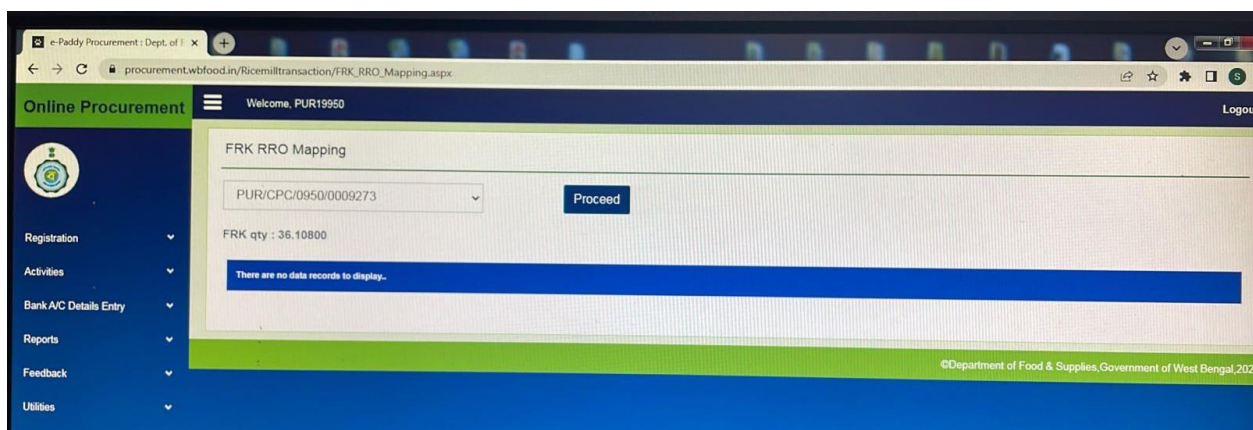 e-Paddy Procurement : Dept. of F
procurement.wbfood.in/Ricemilltransaction/FRK_RRO_Mapping.aspx
S
Online Procurement
Welcome, PUR19950
Logou
FRK RRO Mapping
PUR/CPC/0950/0009273
Proceed
FRK qty : 36.10800
There are no data records to display..
Registration
Activities
Bank A/C Details Entry
Reports
Feedback
Utilities
©Department of Food & Supplies,Government of West Bengal,202